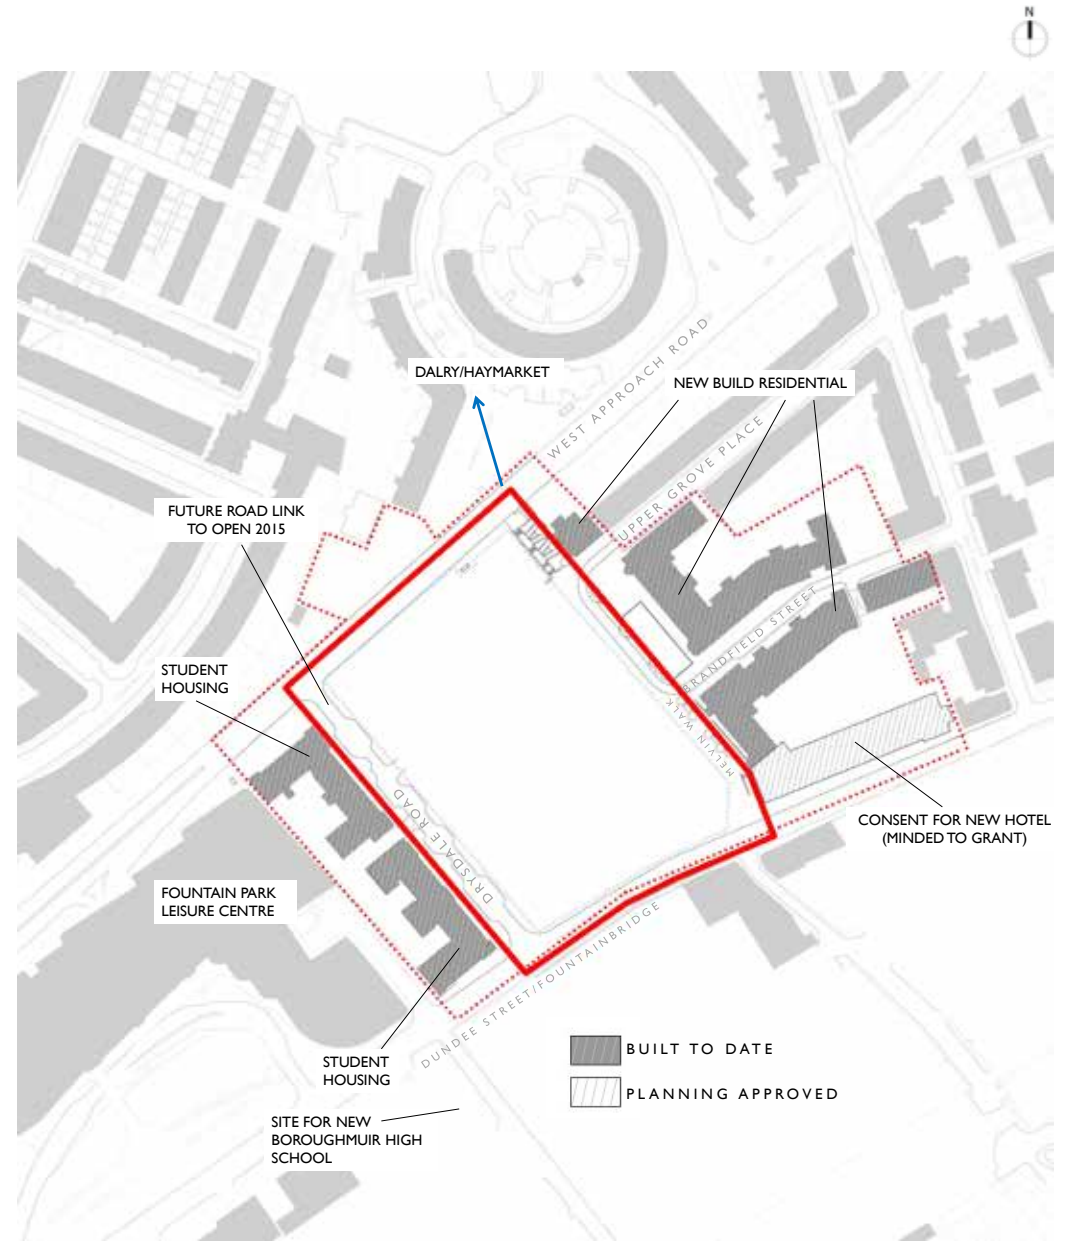 N
DALRY/HAYMARKET
WEST APPROACH ROAD
NEW BUILD RESIDENTIAL
UPPER GROVE PLACE
FUTURE ROAD LINK
TO OPEN 2015
BRANDFIELD STREET
STUDENT
HOUSING
MELVIN WALK
DRYSDALE ROAD
CONSENT FOR NEW HOTEL
(MINDED TO GRANT)
FOUNTAIN PARK
LEISURE CENTRE
DUNDEE STREET/FOUNTAINBRIDGE
STUDENT
HOUSING
BUILT TO DATE
PLANNING APPROVED
SITE FOR NEW
BOROUGHMUIR HIGH
SCHOOL